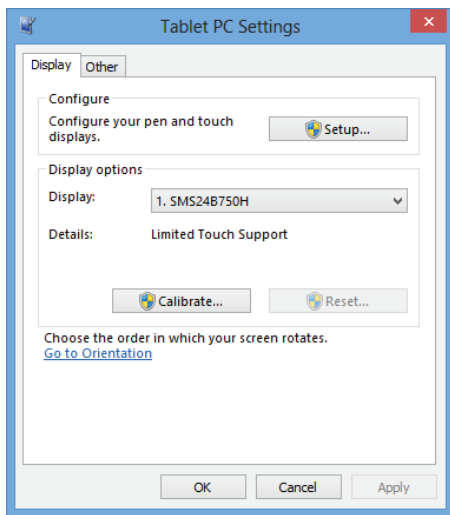 Tablet PC Settings
Display
Other
Configure
Configure your pen and touch
displays.
Setup...
Display options
Display:
1. SMS24B750H
Details:
Limited Touch Support
Calibrate...
Reset...
Choose the order in which your screen rotates.
Go to Orientation
OK
Cancel
Apply